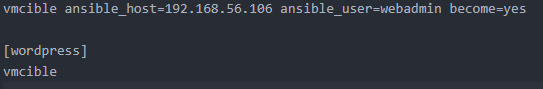 vmcible ansible_host=192.168.56.106 ansible_user=webadmin become=yes
[wordpress]
vmcible